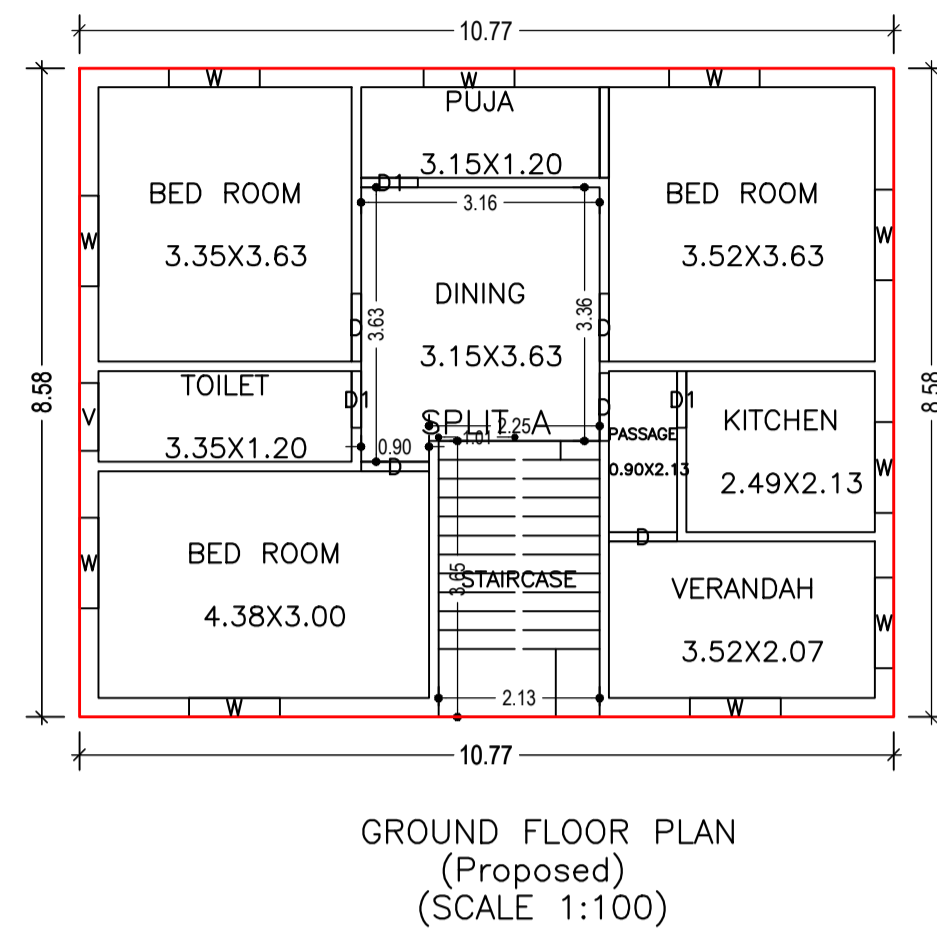 10.77
W W W
PUJA
3.15X1.20
D1
3.16
BED ROOM
3.35X3.63
BED ROOM
3.52X3.63
W
W
DINING
3.15X3.63
3.63
3.36
D
D
8.58
8.58
TOILET
3.35X1.20
V
D1
SPLIT A
2.25
1.01
0.90
D
D
D1
PASSAGE
0.90X2.13
KITCHEN
2.49X2.13
W
D
BED ROOM
4.38X3.00
W
STAIRCASE
3.65
2.13
VERANDAH
3.52X2.07
W
W
W
10.77
GROUND FLOOR PLAN
(Proposed)
(SCALE 1:100)